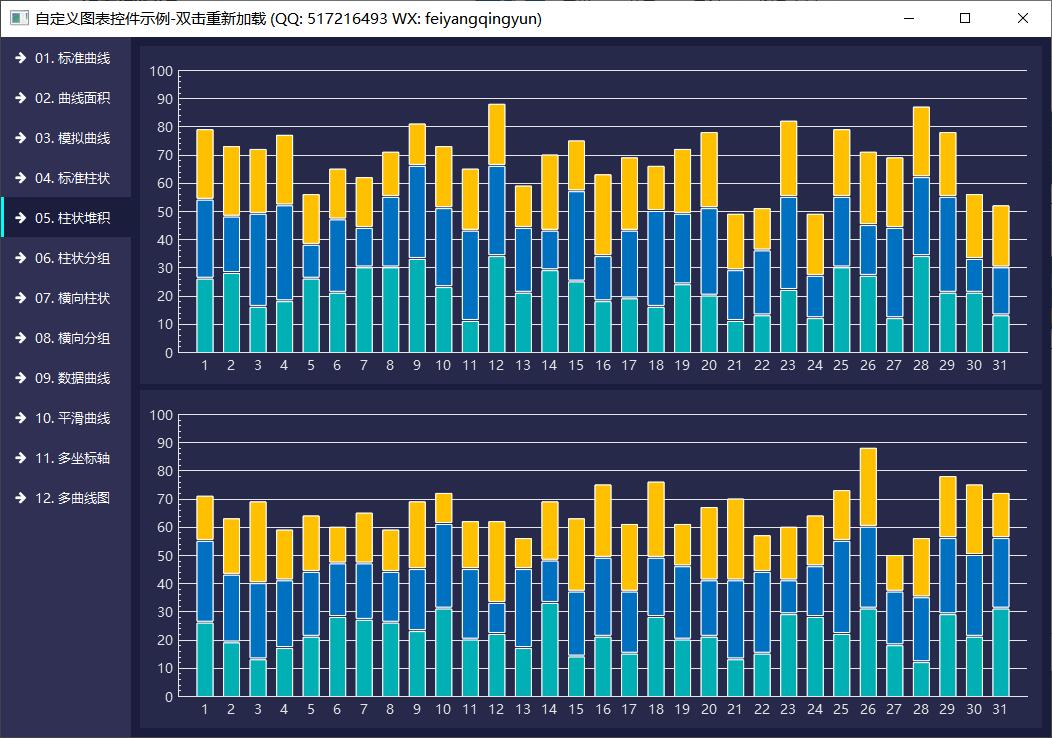 自定义图表控件示例-双击重新加载 (QQ: 517216493 WX: feiyangqingyun)
01. 标准曲线
02. 曲线面积
03. 模拟曲线
04. 标准柱状
05. 柱状堆积
06. 柱状分组
07. 横向柱状
08. 横向分组
09. 数据曲线
10. 平滑曲线
11. 多坐标轴
12. 多曲线图
100
90
80
70
60
50
40
30
20
10
0
1 2 3 4 5 6 7 8 9 10 11 12 13 14 15 16 17 18 19 20 21 22 23 24 25 26 27 28 29 30 31
100
90
80
70
60
50
40
30
20
10
0
1 2 3 4 5 6 7 8 9 10 11 12 13 14 15 16 17 18 19 20 21 22 23 24 25 26 27 28 29 30 31